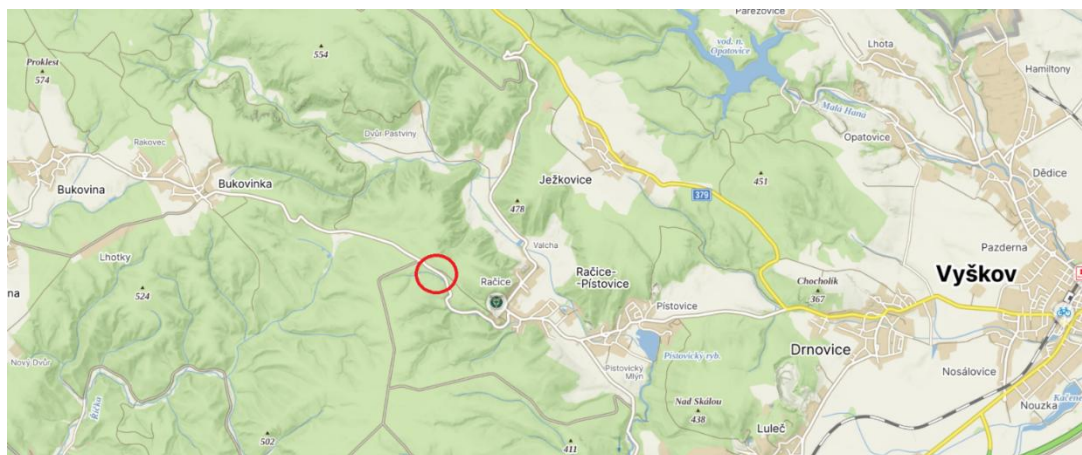 Pařezovice
554
vod. n.
Opatovice
Lhota
Proklest
574
Hamiltony
Malá Haná
Dvůr Pastviny
Opatovice
Rakovec
Dědice
Bukovina
Bukovinka
Ježkovice
451
379
478
Pazderna
Valcha
Lhotky
Račice-
-Pístovice
Vyškov
na
Račice
Chocholík
367
524
Pístovice
Drnovice
Nový Dvůr
Pístovický
Mlýn
Pístovický ryb.
Nosálovice
Říčka
Nad Skálou
438
Nouzka
Kačene
502
411
Luleč